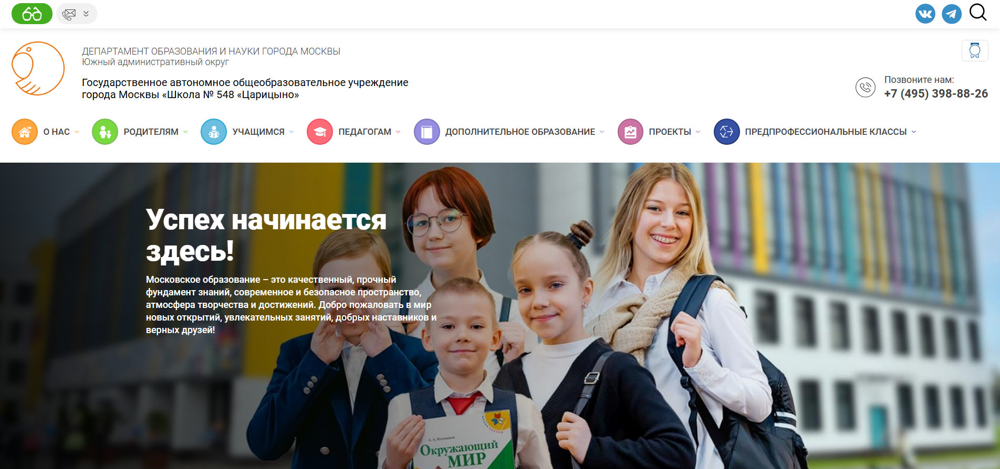 ДЕПАРТАМЕНТ ОБРАЗОВАНИЯ И НАУКИ ГОРОДА МОСКВЫ
Южный административный округ
Государственное автономное общеобразовательное учреждение
города Москвы «Школа № 548 «Царицыно»
Позвоните нам:
+7 (495) 398-88-26
О НАС
РОДИТЕЛЯМ
УЧАЩИМСЯ
ПЕДАГОГАМ
ДОПОЛНИТЕЛЬНОЕ ОБРАЗОВАНИЕ
ПРОЕКТЫ
ПРЕДПРОФЕССИОНАЛЬНЫЕ КЛАССЫ
Успех начинается
здесь!
Московское образование – это качественный, прочный
фундамент знаний, современное и безопасное пространство,
атмосфера творчества и достижений. Добро пожаловать в мир
новых открытий, увлекательных занятий, добрых наставников и
верных друзей!
А. А. Плешаков
Окружающий
МИР